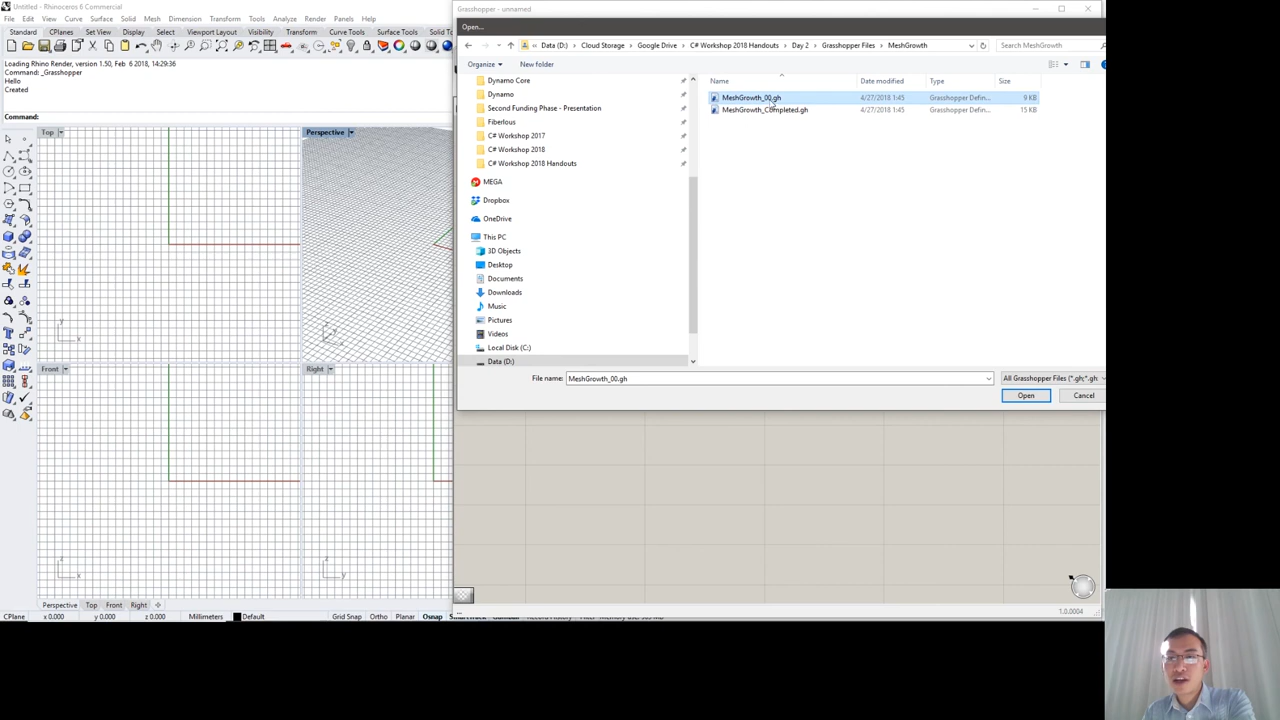 Untitled - Rhinoceros 6 Commercial
File Edit View Curve Surface Solid Mesh Dimension Transform Tools Analyze Render Panels Help
Standard CPlanes Set View Display Select Viewport Layout Visibility Transform Curve Tools Surface Tools Solid To
Loading Rhino Render, version 1.50, Feb 6 2018, 14:29:36
Command: _Grasshopper
Hello
Created
Command:
Top
Perspective
Front
Right
y
x
z
x
z
y
Perspective Top Front Right
CPlane x 0.000 y 0.000 z 0.000 Millimeters Default Grid Snap Ortho Planar Osnap
Grasshopper - unnamed
Open...
Data (D:) Cloud Storage Google Drive C# Workshop 2018 Handouts Day 2 Grasshopper Files MeshGrowth
Search MeshGrowth
Organize New folder
Dynamo Core
Dynamo
Second Funding Phase - Presentation
Fiberlous
C# Workshop 2017
C# Workshop 2018
C# Workshop 2018 Handouts
MEGA
Dropbox
OneDrive
This PC
3D Objects
Desktop
Documents
Downloads
Music
Pictures
Videos
Local Disk (C:)
Data (D:)
Name Date modified Type Size
MeshGrowth_00.gh 4/27/2018 1:45 Grasshopper Defin... 9 KB
MeshGrowth_Completed.gh 4/27/2018 1:45 Grasshopper Defin... 15 KB
File name: MeshGrowth_00.gh
All Grasshopper Files (*.gh;*.gh
Open Cancel
1.0.0004